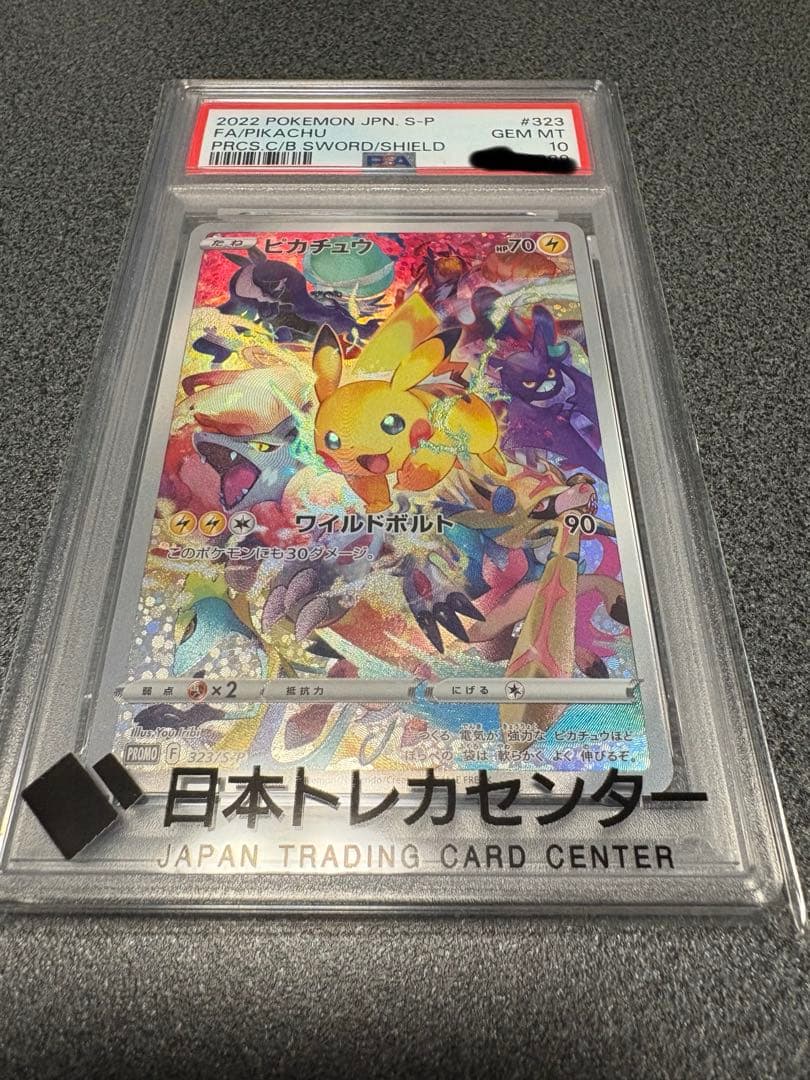 2022 POKEMON JPN. S-P #323
FA/PIKACHU GEM MT
PRCS.C/B SWORD/SHIELD 10
PSA
たね ピカチュウ HP70
ワイルドボルト 90
このポケモンにも30ダメージ。
弱点 ×2 抵抗力 にげる
Illus.
つくる 電気が 強力な ピカチュウほど
ほっぺの 袋は 軟らかく よく 伸びるぞ。
PROMO F 323/S-P
日本トレカセンター
JAPAN TRADING CARD CENTER